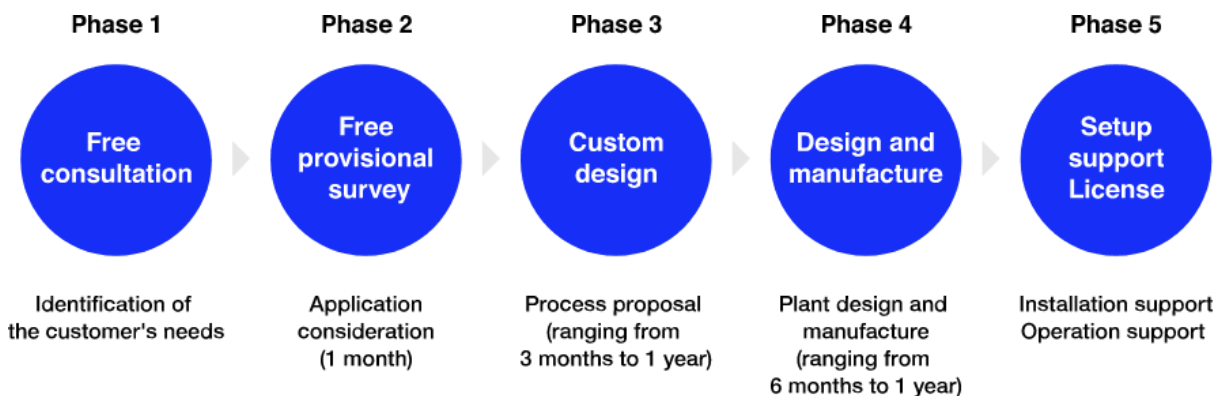 Phase 1
Free
consultation
Identification of
the customer's needs
Phase 2
Free
provisional
survey
Application
consideration
(1 month)
Phase 3
Custom
design
Process proposal
(ranging from
3 months to 1 year)
Phase 4
Design and
manufacture
Plant design and
manufacture
(ranging from
6 months to 1 year)
Phase 5
Setup
support
License
Installation support
Operation support